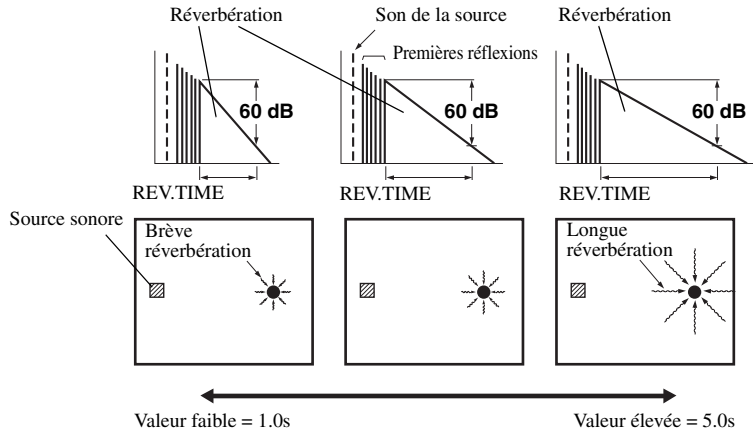 Réverbération
Son de la source
Réverbération
Premières réflexions
60 dB
60 dB
60 dB
REV.TIME
REV.TIME
REV.TIME
Source sonore
Brève
réverbération
Longue
réverbération
Valeur faible = 1.0s
Valeur élevée = 5.0s